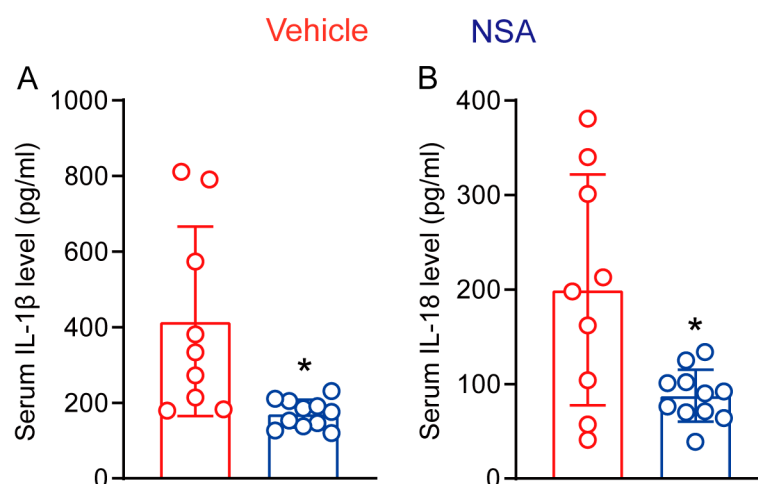 Vehicle NSA
A
Serum IL-1β level (pg/ml)
1000
800
600
400
200
0
*
B
Serum IL-18 level (pg/ml)
400
300
200
100
0
*